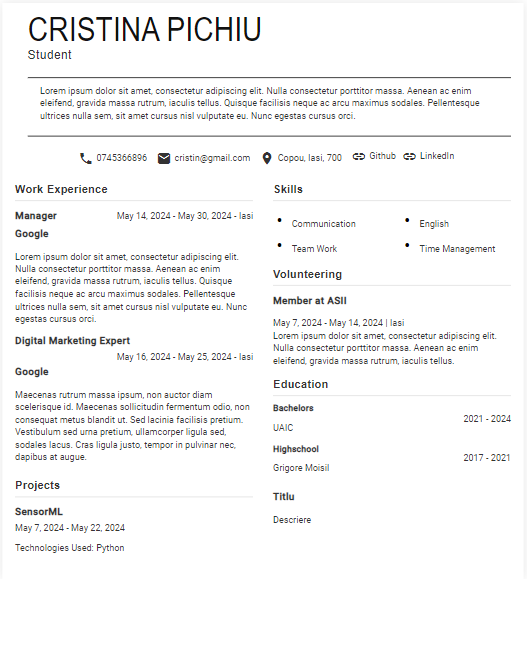 CRISTINA PICHIU
Student
Lorem ipsum dolor sit amet, consectetur adipiscing elit. Nulla consectetur porttitor massa. Aenean ac enim
eleifend, gravida massa rutrum, iaculis tellus. Quisque facilisis neque ac arcu maximus sodales. Pellentesque
ultrices nulla sem, sit amet cursus nisl vulputate eu. Nunc egestas cursus orci.
0745366896 cristin@gmail.com Copou, Iasi, 700 Github LinkedIn
Work Experience
Manager May 14, 2024 - May 30, 2024 - Iasi
Google
Lorem ipsum dolor sit amet, consectetur adipiscing elit.
Nulla consectetur porttitor massa. Aenean ac enim
eleifend, gravida massa rutrum, iaculis tellus. Quisque
facilisis neque ac arcu maximus sodales. Pellentesque
ultrices nulla sem, sit amet cursus nisl vulputate eu. Nunc
egestas cursus orci.
Digital Marketing Expert
May 16, 2024 - May 25, 2024 - Iasi
Google
Maecenas rutrum massa ipsum, non auctor diam
scelerisque id. Maecenas sollicitudin fermentum odio, non
consequat metus blandit ut. Sed lacinia facilisis pretium.
Vestibulum sed urna pretium, ullamcorper ligula sed,
sodales lacus. Cras ligula justo, tempor in pulvinar nec,
dapibus at augue.
Projects
SensorML
May 7, 2024 - May 22, 2024
Technologies Used: Python
Skills
Communication
English
Team Work
Time Management
Volunteering
Member at ASII
May 7, 2024 - May 14, 2024 | Iasi
Lorem ipsum dolor sit amet, consectetur adipiscing elit.
Nulla consectetur porttitor massa. Aenean ac enim
eleifend, gravida massa rutrum, iaculis tellus.
Education
Bachelors
2021 - 2024
UAIC
Highschool
2017 - 2021
Grigore Moisil
Titlu
Descriere